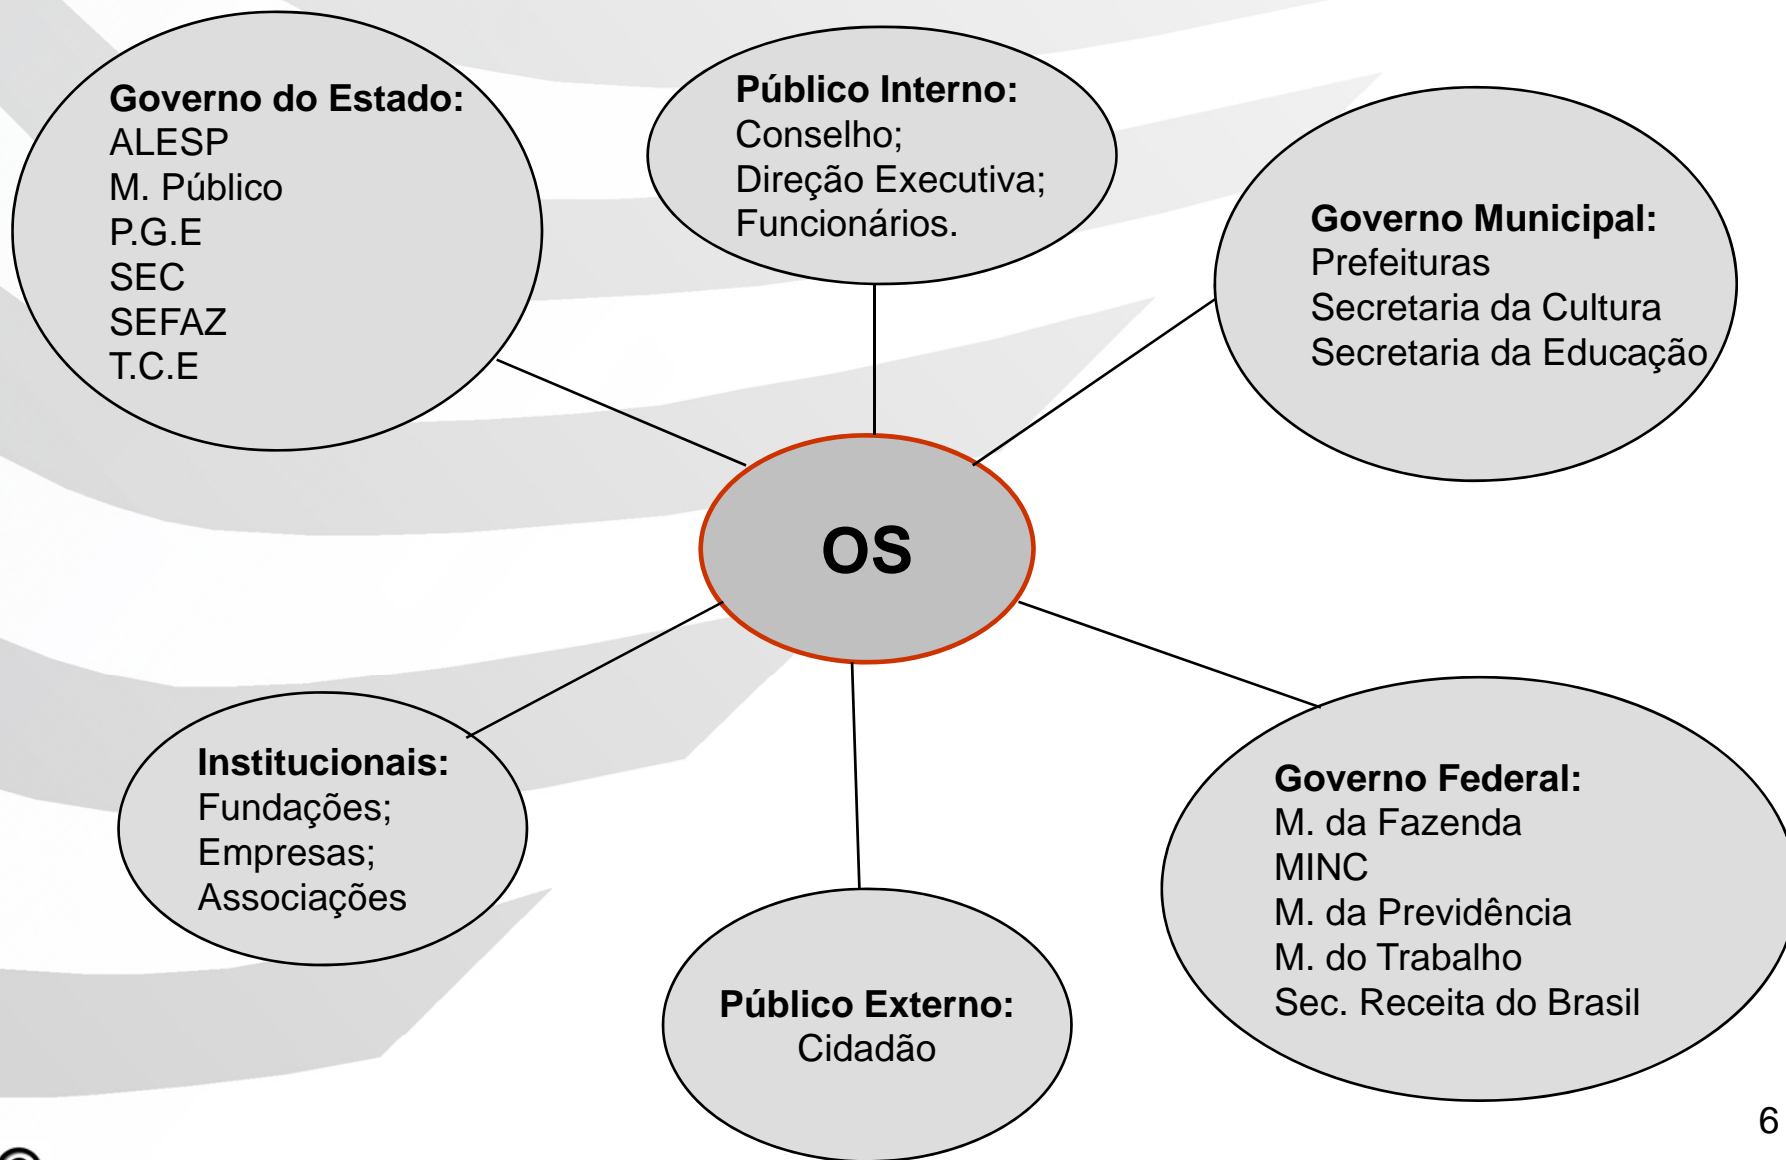 Governo do Estado:
ALESP
M. Público
P.G.E
SEC
SEFAZ
T.C.E
Público Interno:
Conselho;
Direção Executiva;
Funcionários.
Governo Municipal:
Prefeituras
Secretaria da Cultura
Secretaria da Educação
OS
Institucionais:
Fundações;
Empresas;
Associações
Público Externo:
Cidadão
Governo Federal:
M. da Fazenda
MINC
M. da Previdência
M. do Trabalho
Sec. Receita do Brasil
6